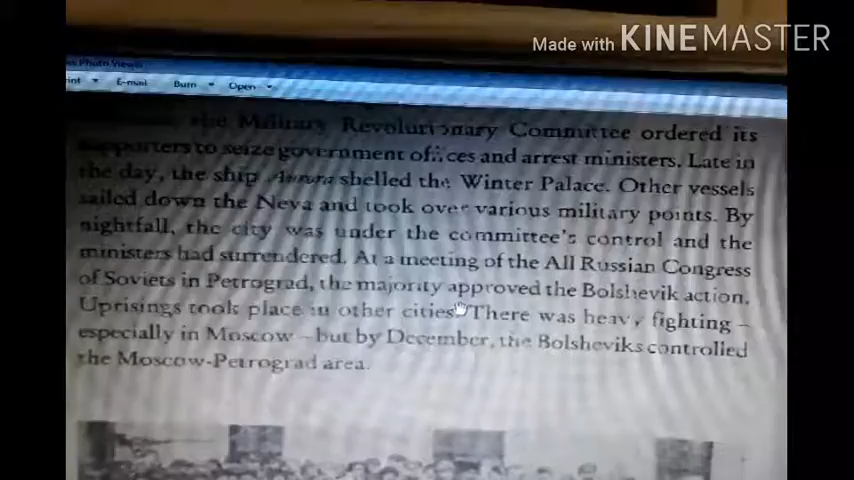 Made with KINEMASTER
Photo Viewer
E-mail Burn Open
the Military Revolutionary Committee ordered its
supporters to seize government offices and arrest ministers. Late in
the day, the ship Aurora shelled the Winter Palace. Other vessels
sailed down the Neva and took over various military points. By
nightfall, the city was under the committee's control and the
ministers had surrendered. At a meeting of the All Russian Congress
of Soviets in Petrograd, the majority approved the Bolshevik action.
Uprisings took place in other cities. There was heavy fighting –
especially in Moscow – but by December, the Bolsheviks controlled
the Moscow-Petrograd area.